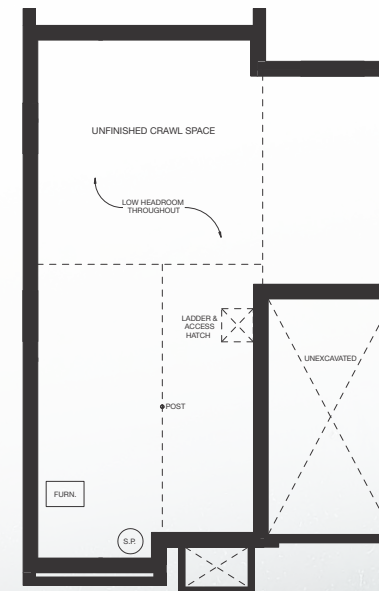 UNFINISHED CRAWL SPACE
LOW HEADROOM
THROUGHOUT
LADDER &
ACCESS
HATCH
UNEXCAVATED
POST
FURN.
S.P.